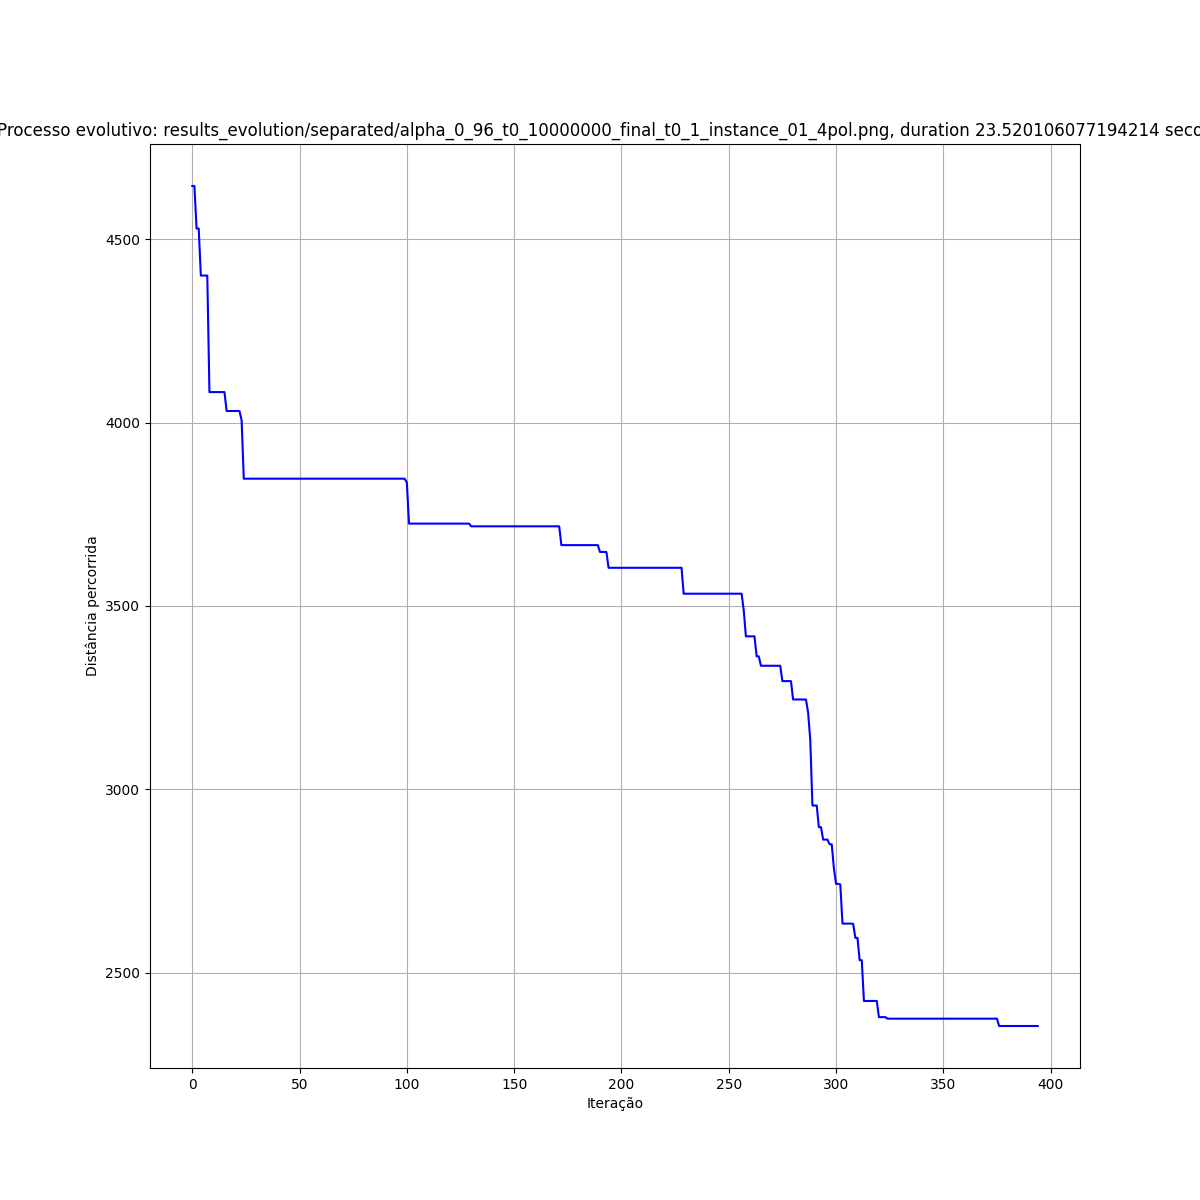 Processo evolutivo: results_evolution/separated/alpha_0_96_t0_10000000_final_t0_1_instance_01_4pol.png, duration 23.520106077194214
4500
4000
3500
3000
2500
Distância percorrida
0 50 100 150 200 250 300 350 400
Iteração